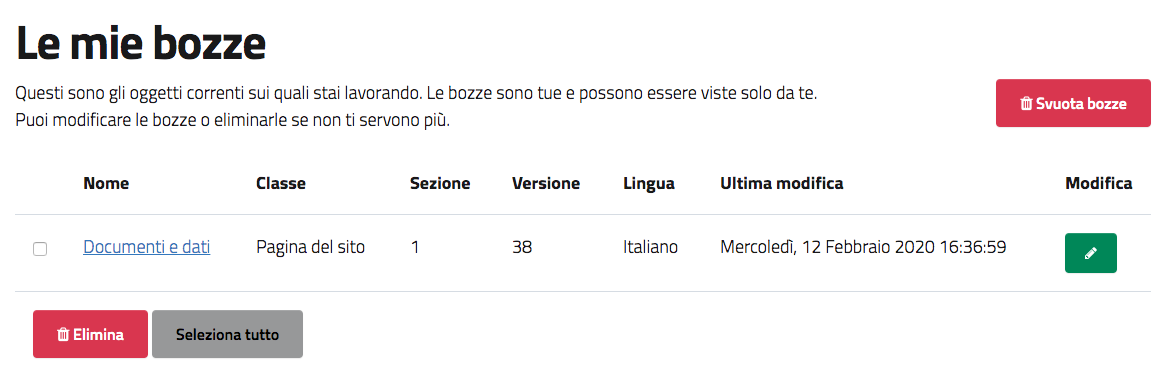 Le mie bozze
Questi sono gli oggetti correnti sui quali stai lavorando. Le bozze sono tue e possono essere viste solo da te.
Puoi modificare le bozze o eliminarle se non ti servono più.
Svuota bozze
Nome Classe Sezione Versione Lingua Ultima modifica Modifica
Documenti e dati Pagina del sito 1 38 Italiano Mercoledì, 12 Febbraio 2020 16:36:59
Elimina Seleziona tutto